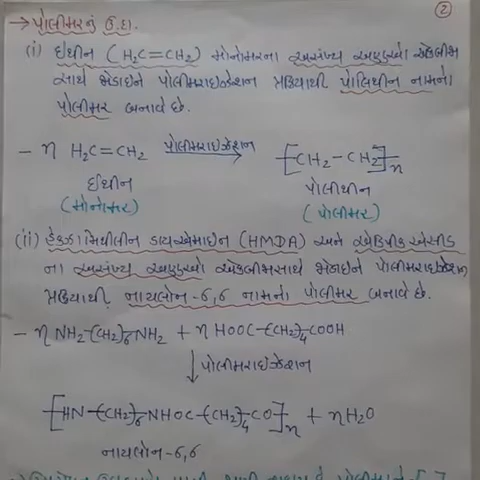 ②
→ પોલીમરનું ઉ.દા.
(i) ઈથીન (H₂C=CH₂) મોનોમરના અસંખ્ય અણુઓ એકબીજા
સાથે જોડાઈને પોલીમરાઈઝેશન પ્રક્રિયાથી પોલિથીન નામનો
પોલીમર બનાવે છે.
– n H₂C=CH₂ પોલીમરાઈઝેશન → -[CH₂-CH₂]-n
ઈથીન પોલીથીન
(મોનોમર) (પોલીમર)
(ii) હેક્ઝામિથીલીન ડાયએમાઈન (HMDA) અને એડિપીક એસીડ
ના અસંખ્ય અણુઓ એકબીજાસાથે જોડાઈને પોલીમરાઈઝેશન
પ્રક્રિયાથી નાયલોન-6,6 નામનો પોલીમર બનાવે છે.
– n NH₂-(CH₂)₆-NH₂ + n HOOC-(CH₂)₄-COOH
↓ પોલીમરાઈઝેશન
-[HN-(CH₂)₆-NHOC-(CH₂)₄-CO]-n + nH₂O
નાયલોન-6,6